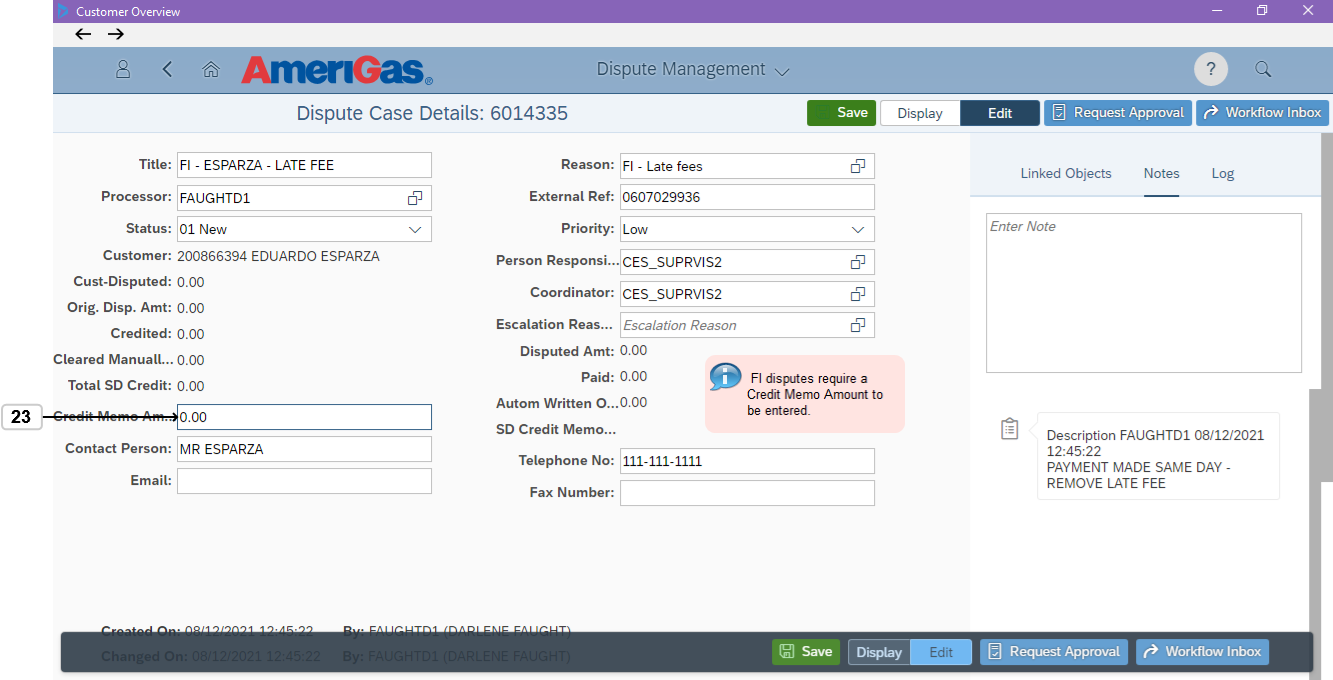 Customer Overview
AmeriGas
Dispute Management
?
Dispute Case Details: 6014335
Save
Display
Edit
Request Approval
Workflow Inbox
Title: FI - ESPARZA - LATE FEE
Processor: FAUGHTD1
Status: 01 New
Customer: 200866394 EDUARDO ESPARZA
Cust-Disputed: 0.00
Orig. Disp. Amt: 0.00
Credited: 0.00
Cleared Manuall... 0.00
Total SD Credit: 0.00
23
Credit Memo Am... 0.00
Contact Person: MR ESPARZA
Email:
Reason: FI - Late fees
External Ref: 0607029936
Priority: Low
Person Responsi... CES_SUPRVIS2
Coordinator: CES_SUPRVIS2
Escalation Reas... Escalation Reason
Disputed Amt: 0.00
Paid: 0.00
Autom Written O... 0.00
SD Credit Memo...
Telephone No: 111-111-1111
Fax Number:
FI disputes require a
Credit Memo Amount to
be entered.
Linked Objects
Notes
Log
Enter Note
Description FAUGHTD1 08/12/2021
12:45:22
PAYMENT MADE SAME DAY -
REMOVE LATE FEE
Created On: 08/12/2021 12:45:22 By: FAUGHTD1 (DARLENE FAUGHT)
Changed On: 08/12/2021 12:45:22 By: FAUGHTD1 (DARLENE FAUGHT)
Save
Display
Edit
Request Approval
Workflow Inbox